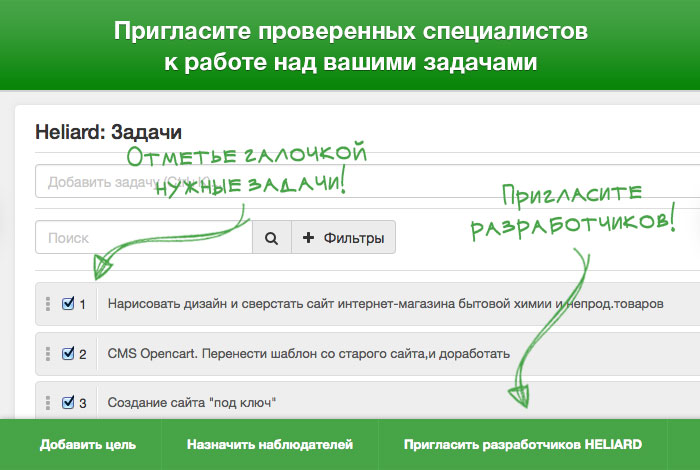 Пригласите проверенных специалистов
к работе над вашими задачами
Heliard: Задачи
Отметье галочкой
нужные задачи!
Добавить задачу (Ctrl+K)
Пригласите
разработчиков!
Поиск
+ Фильтры
1 Нарисовать дизайн и сверстать сайт интернет-магазина бытовой химии и непрод.товаров
2 CMS Opencart. Перенести шаблон со старого сайта,и доработать
3 Создание сайта "под ключ"
Добавить цель
Назначить наблюдателей
Пригласить разработчиков HELIARD